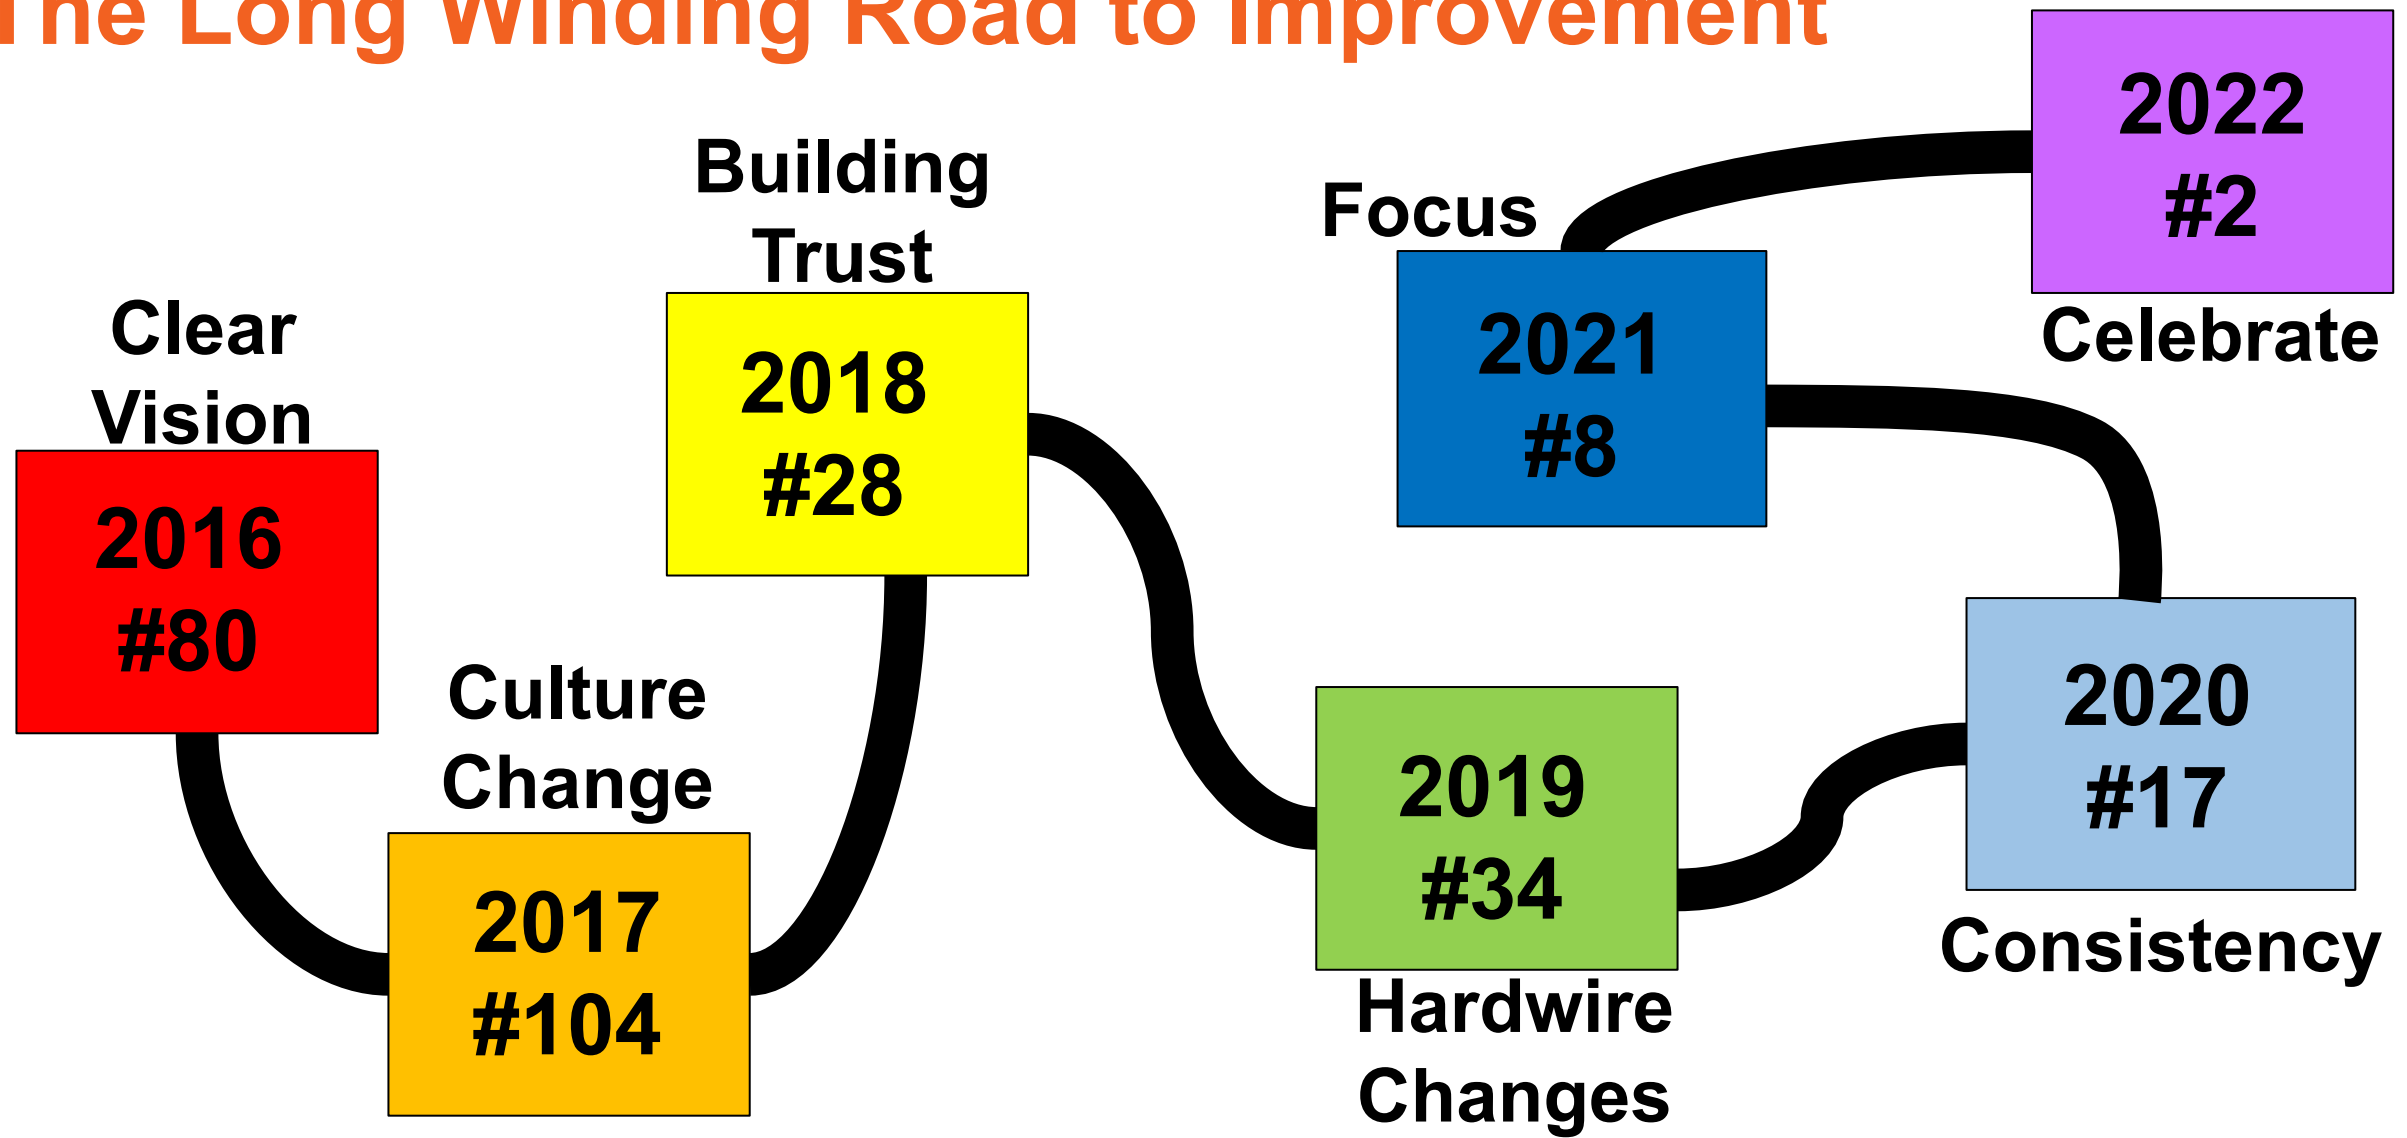 The Long Winding Road to Improvement
Clear
Vision
2016
#80
Culture
Change
2017
#104
Building
Trust
2018
#28
2019
#34
Hardwire
Changes
2020
#17
Consistency
Focus
2021
#8
2022
#2
Celebrate